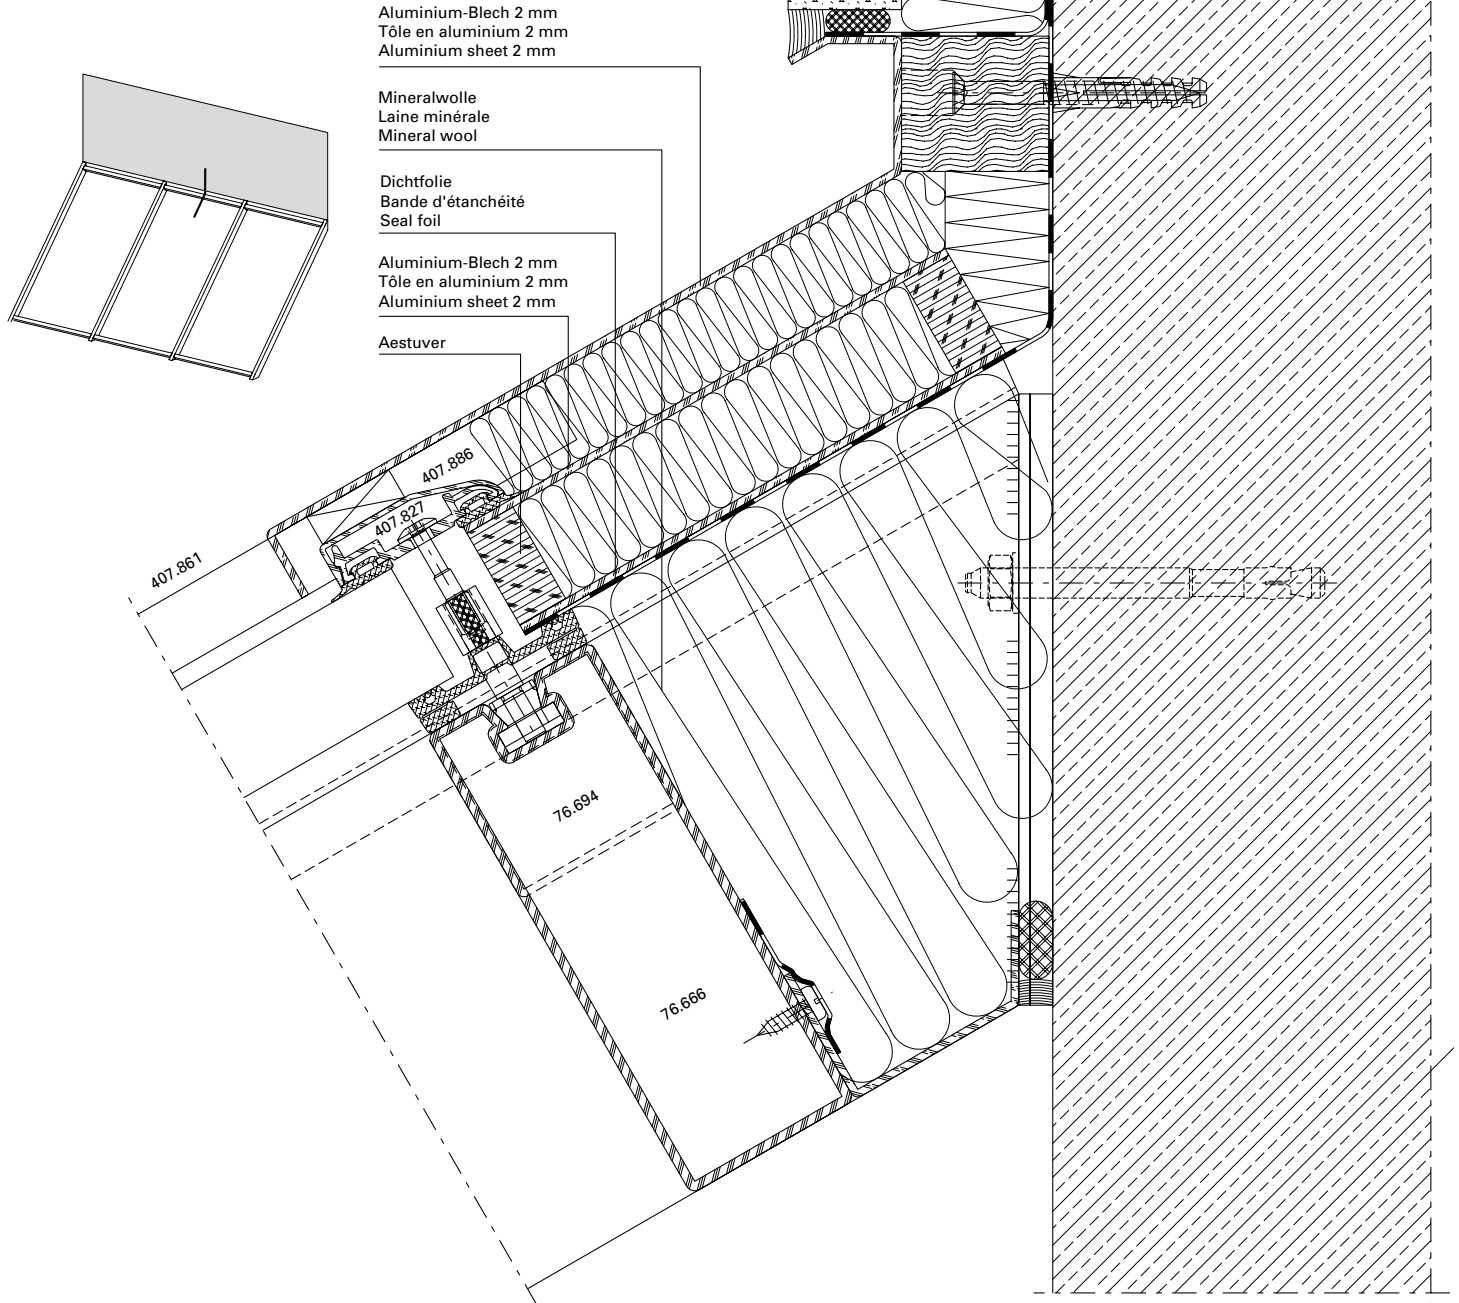 Aluminium-Blech 2 mm
Tôle en aluminium 2 mm
Aluminium sheet 2 mm
Mineralwolle
Laine minérale
Mineral wool
Dichtfolie
Bande d'étanchéité
Seal foil
Aluminium-Blech 2 mm
Tôle en aluminium 2 mm
Aluminium sheet 2 mm
Aestuver
407.886
407.827
407.861
76.694
76.666